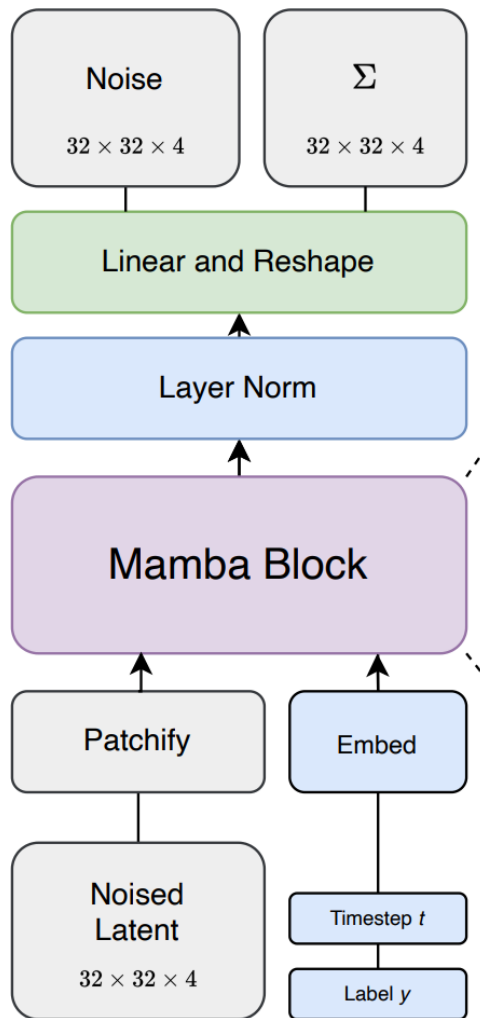 Noise
32 × 32 × 4
Σ
32 × 32 × 4
Linear and Reshape
Layer Norm
Mamba Block
Patchify
Embed
Noised
Latent
32 × 32 × 4
Timestep t
Label y